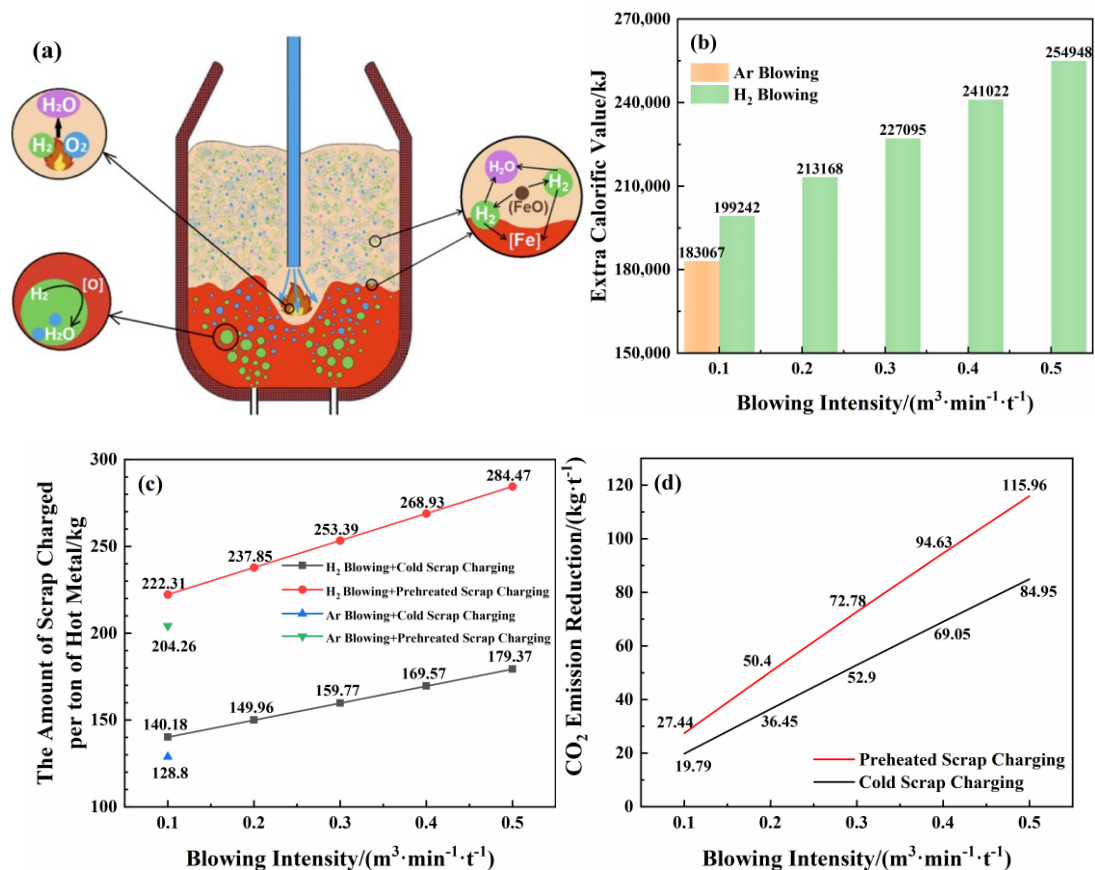 (a)
H₂O
H₂ O₂
H₂ [O]
H₂O
H₂O
H₂
(FeO)
H₂
[Fe]
(b)
Extra Calorific Value/kJ
270,000
240,000
210,000
180,000
150,000
Ar Blowing
H₂ Blowing
183067
199242
213168
227095
241022
254948
0.1 0.2 0.3 0.4 0.5
Blowing Intensity/(m³·min⁻¹·t⁻¹)
(c)
The Amount of Scrap Charged
per ton of Hot Metal/kg
300
250
200
150
100
222.31
237.85
253.39
268.93
284.47
H₂ Blowing+Cold Scrap Charging
H₂ Blowing+Preheated Scrap Charging
Ar Blowing+Cold Scrap Charging
Ar Blowing+Prehreated Scrap Charging
204.26
140.18
149.96
159.77
169.57
179.37
128.8
0.1 0.2 0.3 0.4 0.5
Blowing Intensity/(m³·min⁻¹·t⁻¹)
(d)
CO₂ Emission Reduction/(kg·t⁻¹)
120
100
80
60
40
20
0
27.44
50.4
72.78
94.63
115.96
19.79
36.45
52.9
69.05
84.95
Preheated Scrap Charging
Cold Scrap Charging
0.1 0.2 0.3 0.4 0.5
Blowing Intensity/(m³·min⁻¹·t⁻¹)